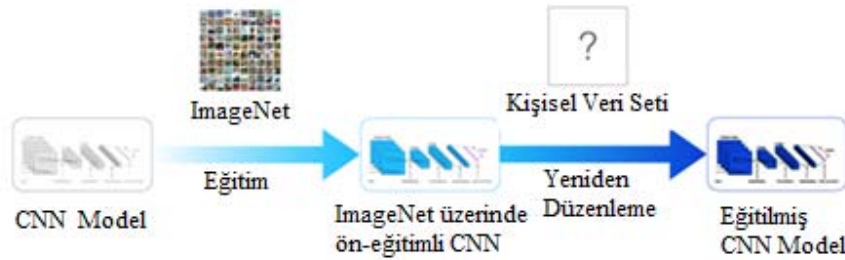 ?
ImageNet
Kişisel Veri Seti
Eğitim
Yeniden
Düzenleme
CNN Model
ImageNet üzerinde
ön-eğitimli CNN
Eğitilmiş
CNN Model